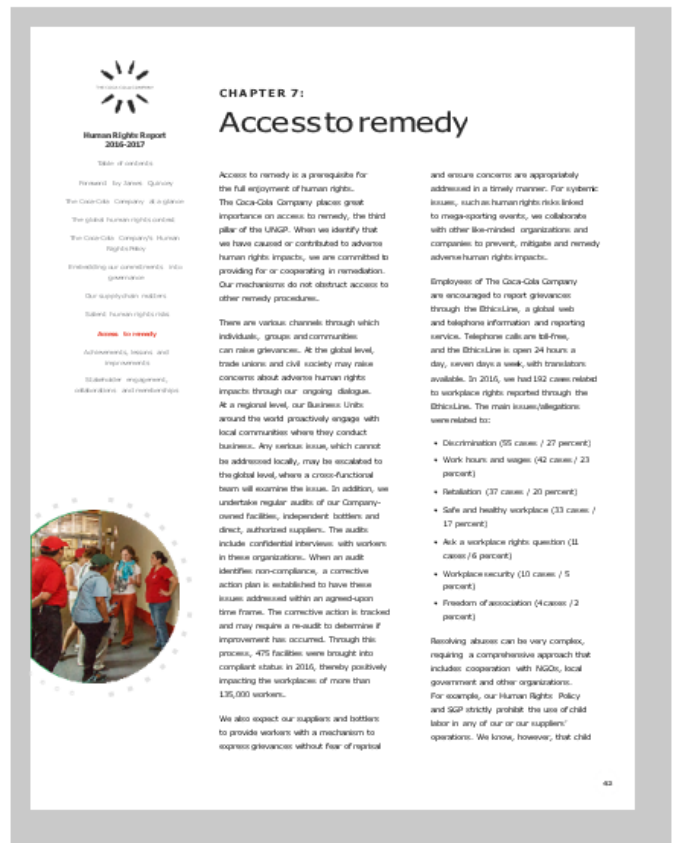 THE COCA-COLA COMPANY
Human Rights Report
2016-2017
Table of contents
Foreword by James Quincey
The Coca-Cola Company at a glance
The global human rights context
The Coca-Cola Company's Human
Rights Policy
Embedding our commitments into
governance
Our supply chain matters
Salient human rights risks
Access to remedy
Achievements, lessons and
improvements
Stakeholder engagement,
collaborations and memberships
CHAPTER 7:
Access to remedy
Access to remedy is a prerequisite for
the full enjoyment of human rights.
The Coca-Cola Company places great
importance on access to remedy, the third
pillar of the UNGP. When we identify that
we have caused or contributed to adverse
human rights impacts, we are committed to
providing for or cooperating in remediation.
Our mechanisms do not obstruct access to
other remedy procedures.
There are various channels through which
individuals, groups and communities
can raise grievances. At the global level,
trade unions and civil society may raise
concerns about adverse human rights
impacts through our ongoing dialogue.
At a regional level, our Business Units
around the world proactively engage with
local communities where they conduct
business. Any serious issue, which cannot
be addressed locally, may be escalated to
the global level, where a cross-functional
team will examine the issue. In addition, we
undertake regular audits of our Company-
owned facilities, independent bottlers and
direct, authorized suppliers. The audits
include confidential interviews with workers
in these organizations. When an audit
identifies non-compliance, a corrective
action plan is established to have these
issues addressed within an agreed-upon
time frame. The corrective action is tracked
and may require a re-audit to determine if
improvement has occurred. Through this
process, 475 facilities were brought into
compliant status in 2016, thereby positively
impacting the workplaces of more than
135,000 workers.
We also expect our suppliers and bottlers
to provide workers with a mechanism to
express grievances without fear of reprisal
and ensure concerns are appropriately
addressed in a timely manner. For systemic
issues, such as human rights risks linked
to mega-sporting events, we collaborate
with other like-minded organizations and
companies to prevent, mitigate and remedy
adverse human rights impacts.
Employees of The Coca-Cola Company
are encouraged to report grievances
through the EthicsLine, a global web
and telephone information and reporting
service. Telephone calls are toll-free,
and the EthicsLine is open 24 hours a
day, seven days a week, with translators
available. In 2016, we had 192 cases related
to workplace rights reported through the
EthicsLine. The main issues/allegations
were related to:
• Discrimination (55 cases / 27 percent)
• Work hours and wages (42 cases / 23
percent)
• Retaliation (37 cases / 20 percent)
• Safe and healthy workplace (33 cases /
17 percent)
• Ask a workplace rights question (11
cases / 6 percent)
• Workplace security (10 cases / 5
percent)
• Freedom of association (4 cases / 2
percent)
Resolving abuses can be very complex,
requiring a comprehensive approach that
includes cooperation with NGOs, local
government and other organizations.
For example, our Human Rights Policy
and SGP strictly prohibit the use of child
labor in any of our or our suppliers'
operations. We know, however, that child
43